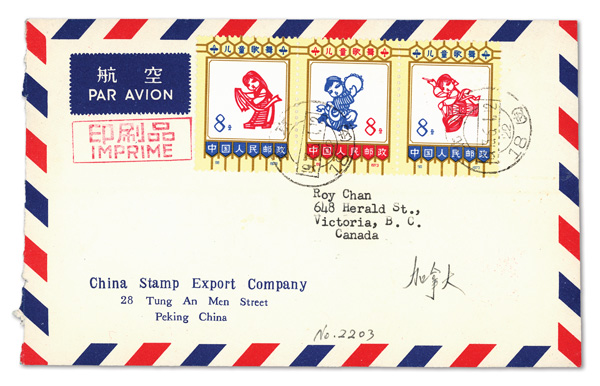 航 空
PAR AVION
印刷品
IMPRIME
儿童歌舞
8分
中国人民邮政
儿童歌舞
8分
中国人民邮政
儿童歌舞
8分
中国人民邮政
Roy Chan
648 Herald St.,
Victoria, B. C.
Canada
加拿大
China Stamp Export Company
28 Tung An Men Street
Peking China
No.2203